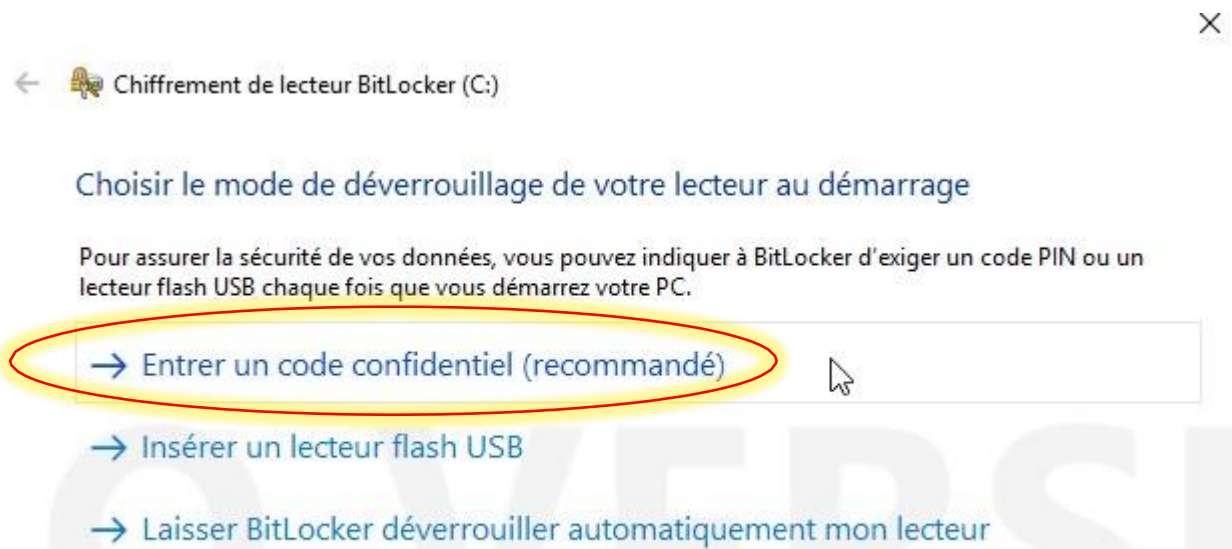 Chiffrement de lecteur BitLocker (C:)
Choisir le mode de déverrouillage de votre lecteur au démarrage
Pour assurer la sécurité de vos données, vous pouvez indiquer à BitLocker d'exiger un code PIN ou un
lecteur flash USB chaque fois que vous démarrez votre PC.
Entrer un code confidentiel (recommandé)
Insérer un lecteur flash USB
Laisser BitLocker déverrouiller automatiquement mon lecteur